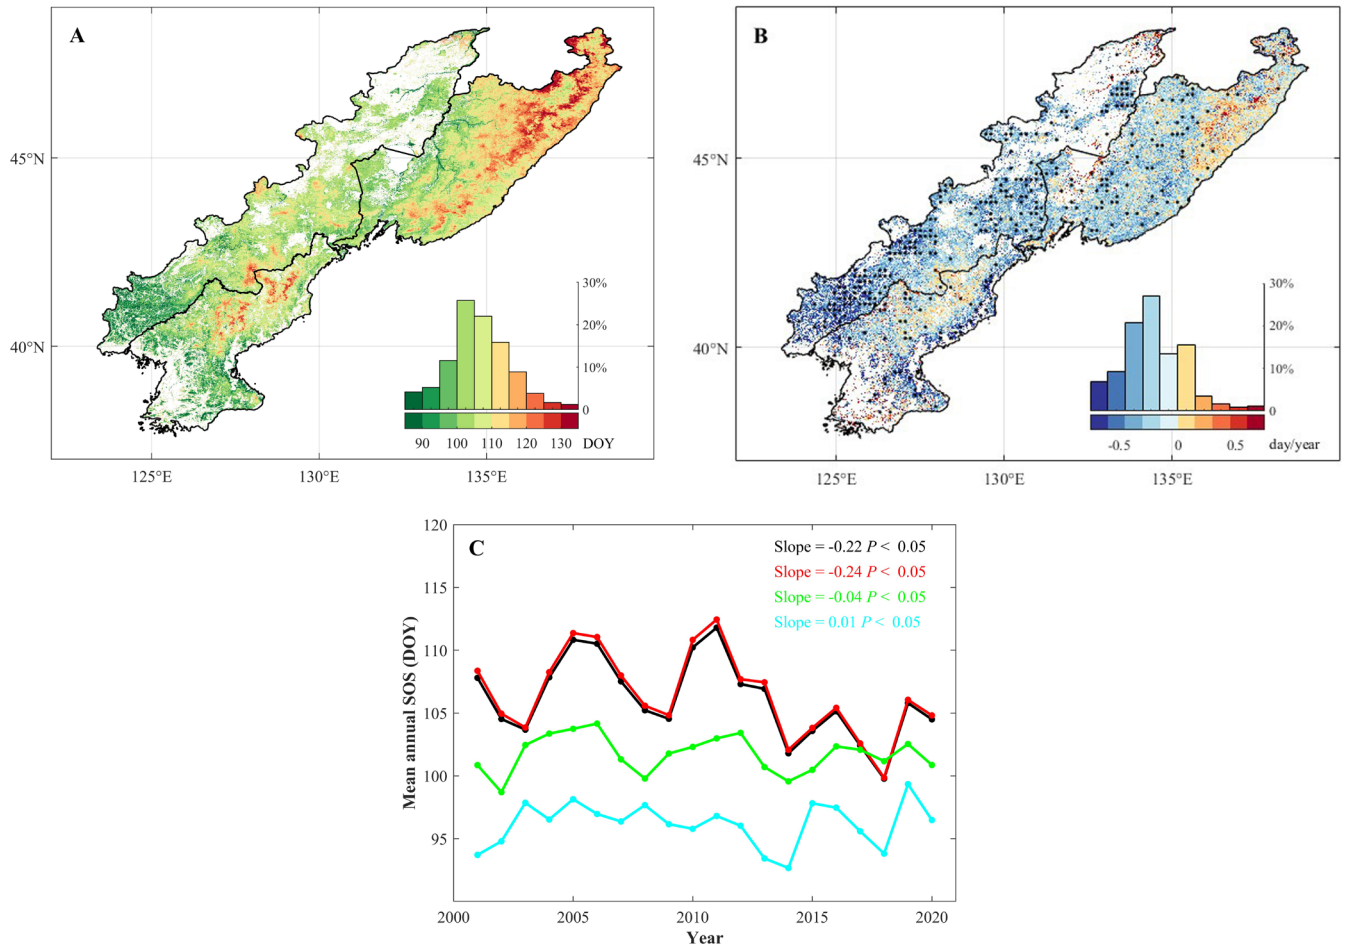 A
45°N
40°N
125°E
130°E
135°E
30%
20%
10%
0
90 100 110 120 130 DOY
B
45°N
40°N
125°E
130°E
135°E
30%
20%
10%
0
-0.5 0 0.5 day/year
C
Slope = -0.22 P < 0.05
Slope = -0.24 P < 0.05
Slope = -0.04 P < 0.05
Slope = 0.01 P < 0.05
Mean annual SOS (DOY)
120
115
110
105
100
95
2000 2005 2010 2015 2020
Year